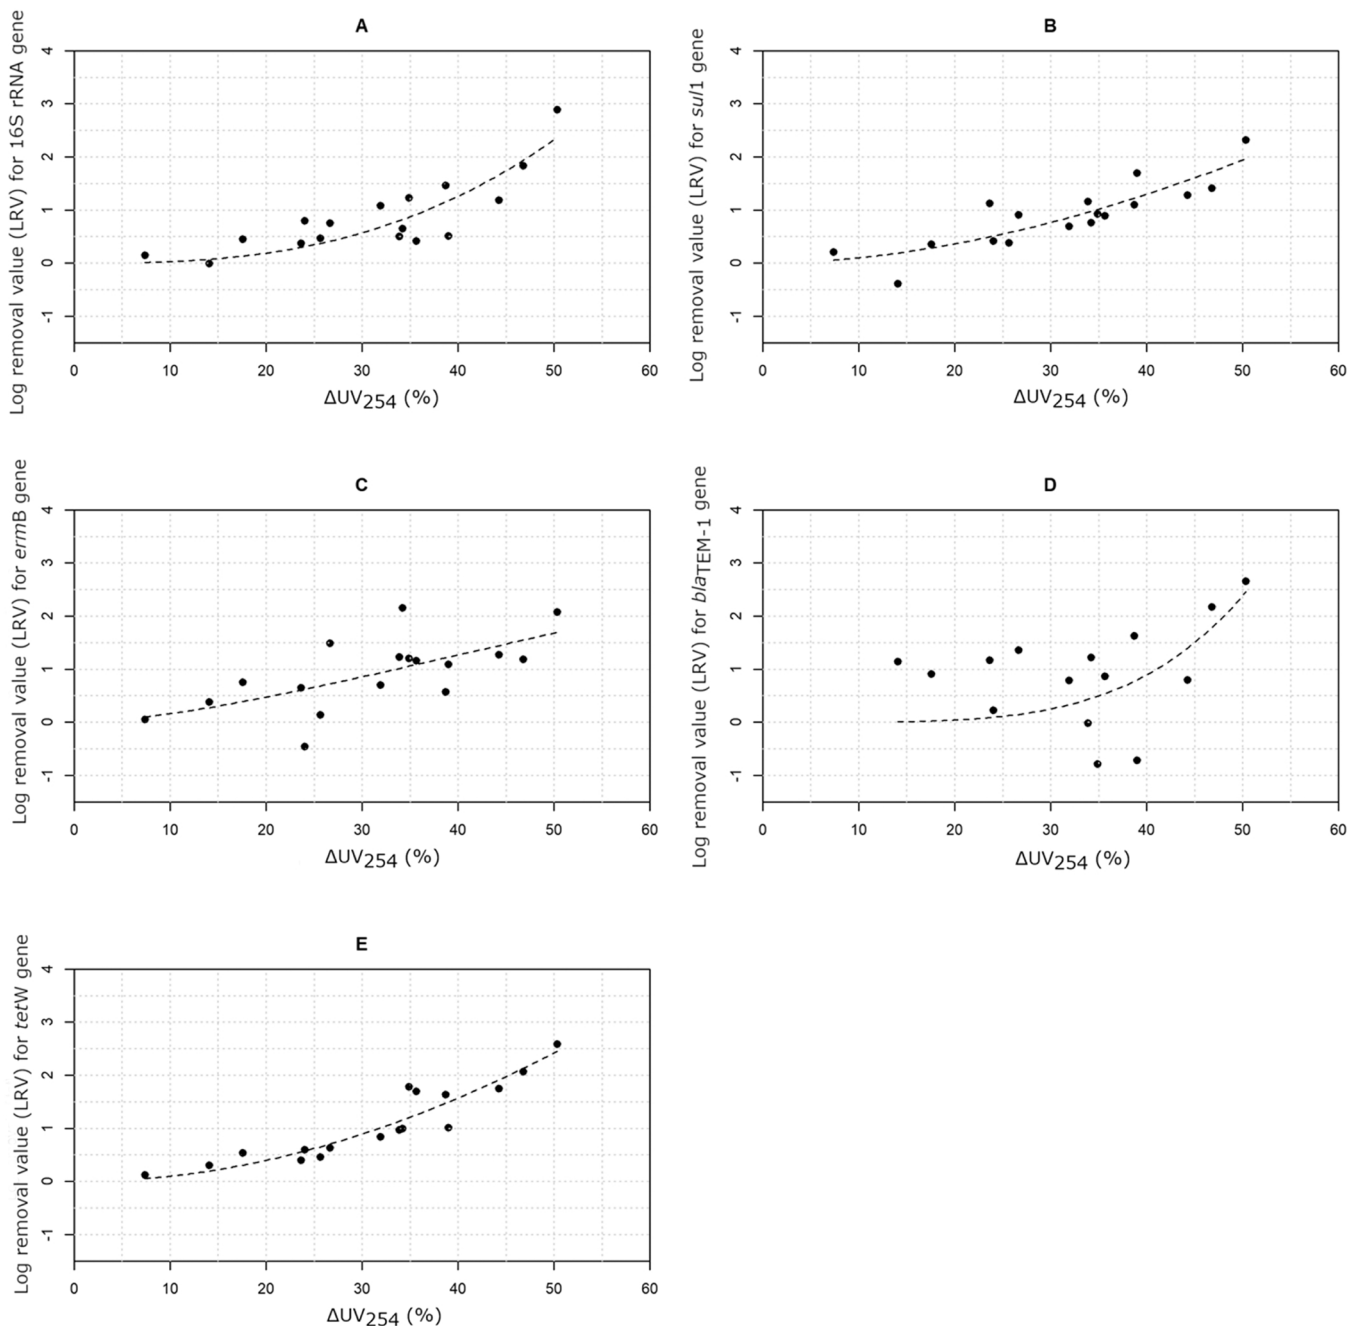 A
Log removal value (LRV) for 16S rRNA gene
4
3
2
1
0
-1
0 10 20 30 40 50 60
ΔUV254 (%)
B
Log removal value (LRV) for sul1 gene
4
3
2
1
0
-1
0 10 20 30 40 50 60
ΔUV254 (%)
C
Log removal value (LRV) for ermB gene
4
3
2
1
0
-1
0 10 20 30 40 50 60
ΔUV254 (%)
D
Log removal value (LRV) for blaTEM-1 gene
4
3
2
1
0
-1
0 10 20 30 40 50 60
ΔUV254 (%)
E
Log removal value (LRV) for tetW gene
4
3
2
1
0
-1
0 10 20 30 40 50 60
ΔUV254 (%)